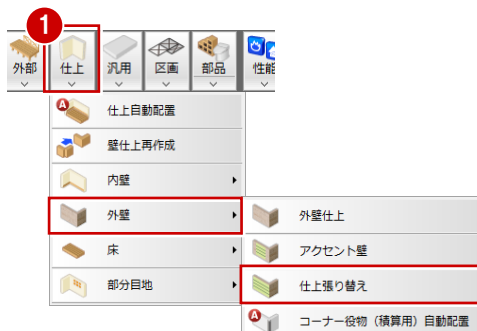 1
外部 仕上 汎用 区画 部品 性能
A 仕上自動配置
壁仕上再作成
内壁
外壁
外壁仕上
床
アクセント壁
部分目地
仕上張り替え
A コーナー役物（積算用）自動配置